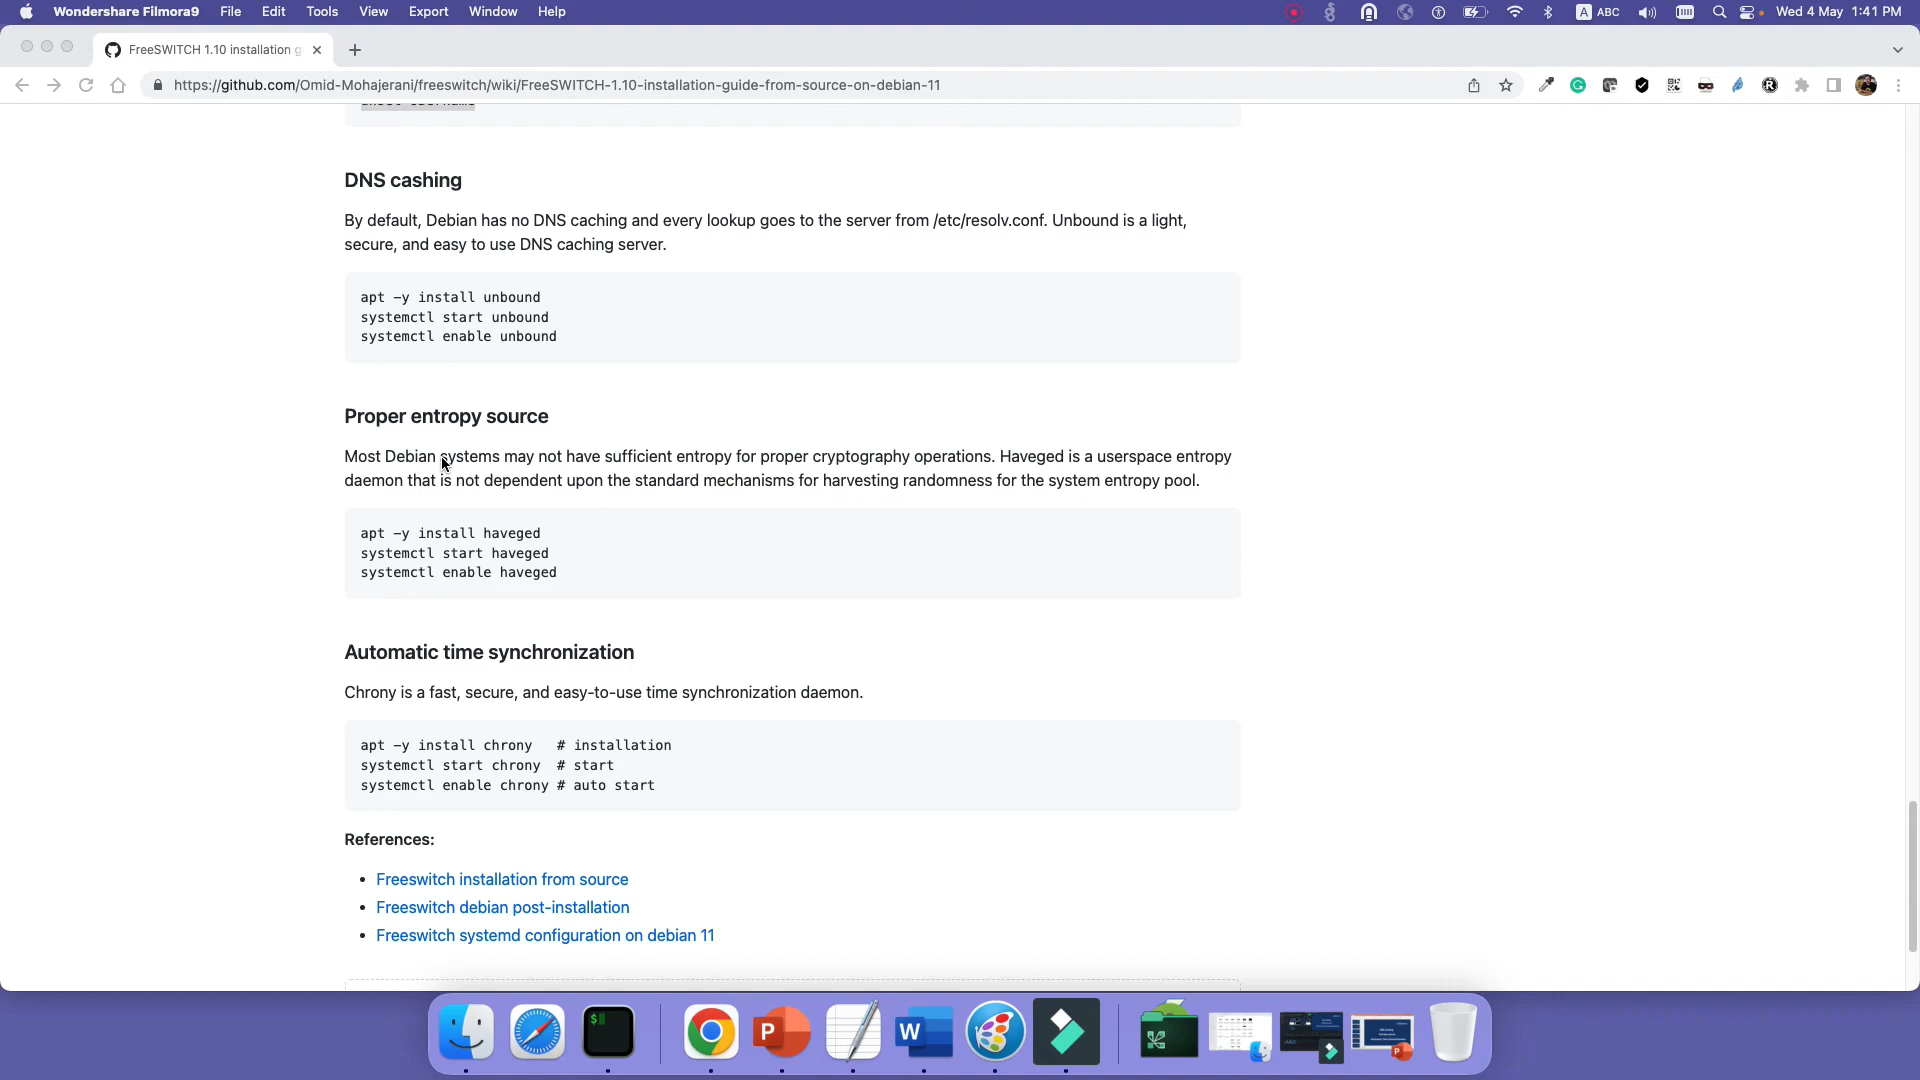 Wondershare Filmora9 File Edit Tools View Export Window Help
ABC Wed 4 May 1:41 PM
FreeSWITCH 1.10 installation g
https://github.com/Omid-Mohajerani/freeswitch/wiki/FreeSWITCH-1.10-installation-guide-from-source-on-debian-11
DNS cashing
By default, Debian has no DNS caching and every lookup goes to the server from /etc/resolv.conf. Unbound is a light,
secure, and easy to use DNS caching server.
apt -y install unbound
systemctl start unbound
systemctl enable unbound
Proper entropy source
Most Debian systems may not have sufficient entropy for proper cryptography operations. Haveged is a userspace entropy
daemon that is not dependent upon the standard mechanisms for harvesting randomness for the system entropy pool.
apt -y install haveged
systemctl start haveged
systemctl enable haveged
Automatic time synchronization
Chrony is a fast, secure, and easy-to-use time synchronization daemon.
apt -y install chrony # installation
systemctl start chrony # start
systemctl enable chrony # auto start
References:
• Freeswitch installation from source
• Freeswitch debian post-installation
• Freeswitch systemd configuration on debian 11